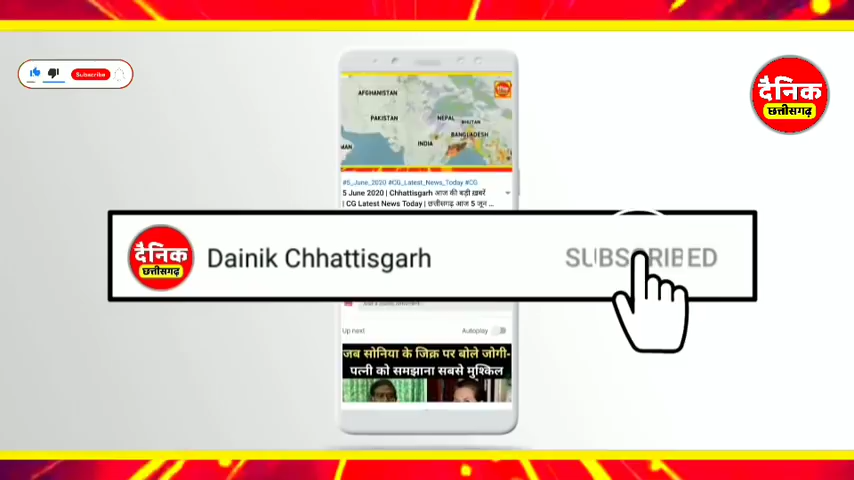 Subscribe
दैनिक
छत्तीसगढ़
AFGHANISTAN
PAKISTAN
NEPAL
BHUTAN
BANGLADESH
INDIA
#5_June_2020 #CG_Latest_News_Today #CG
5 June 2020 | Chhattisgarh आज की बड़ी ख़बरें
| CG Latest News Today | छत्तीसगढ़ आज 5 जून ...
दैनिक
छत्तीसगढ़
Dainik Chhattisgarh
SUBSCRIBED
Up next
Autoplay
जब सोनिया के जिक्र पर बोले जोगी-
पत्नी को समझाना सबसे मुश्किल